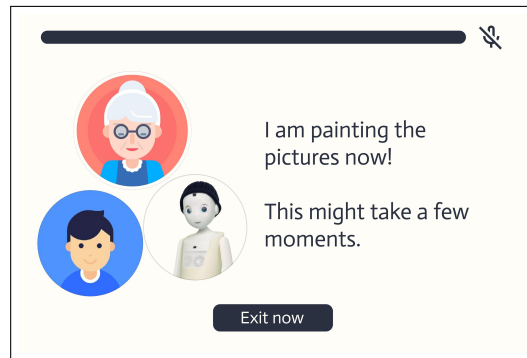 I am painting the
pictures now!
This might take a few
moments.
Exit now